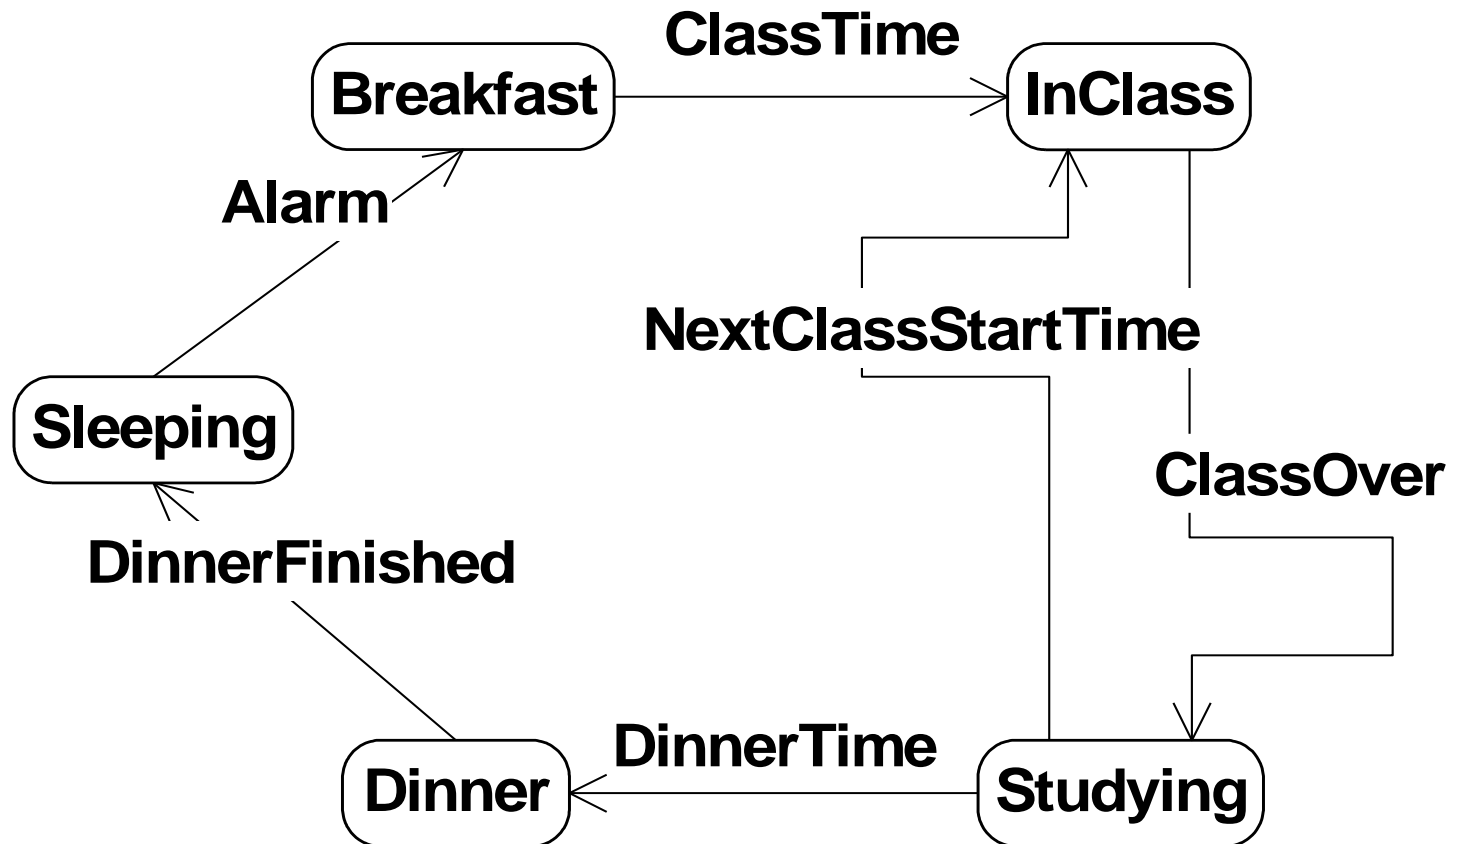 ClassTime
Breakfast
InClass
Alarm
NextClassStartTime
Sleeping
ClassOver
DinnerFinished
DinnerTime
Dinner
Studying